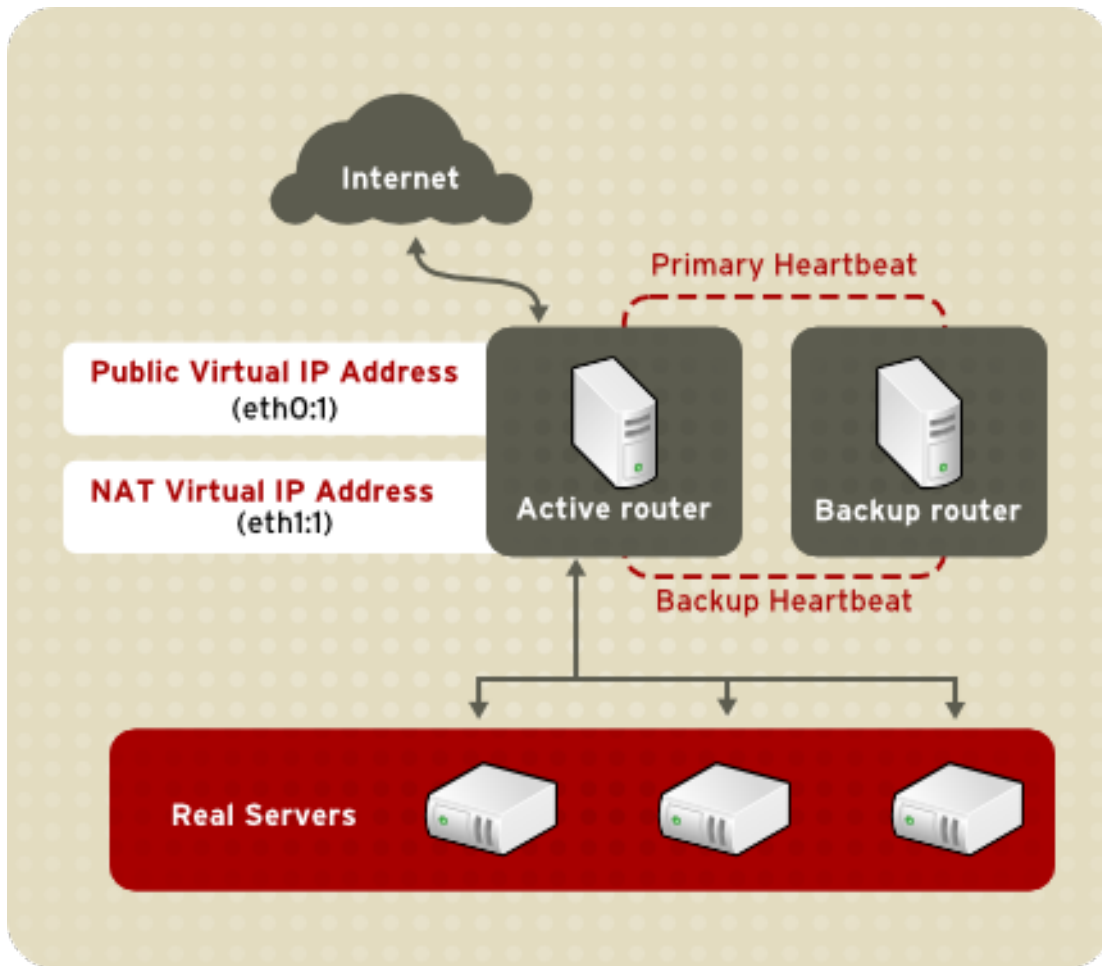 Internet
Primary Heartbeat
Public Virtual IP Address
(eth0:1)
NAT Virtual IP Address
(eth1:1)
Active router
Backup router
Backup Heartbeat
Real Servers